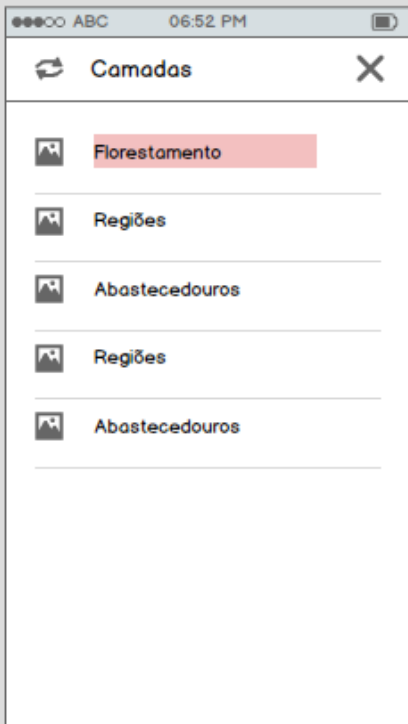 ABC 06:52 PM
Camadas
Florestamento
Regiões
Abastecedouros
Regiões
Abastecedouros